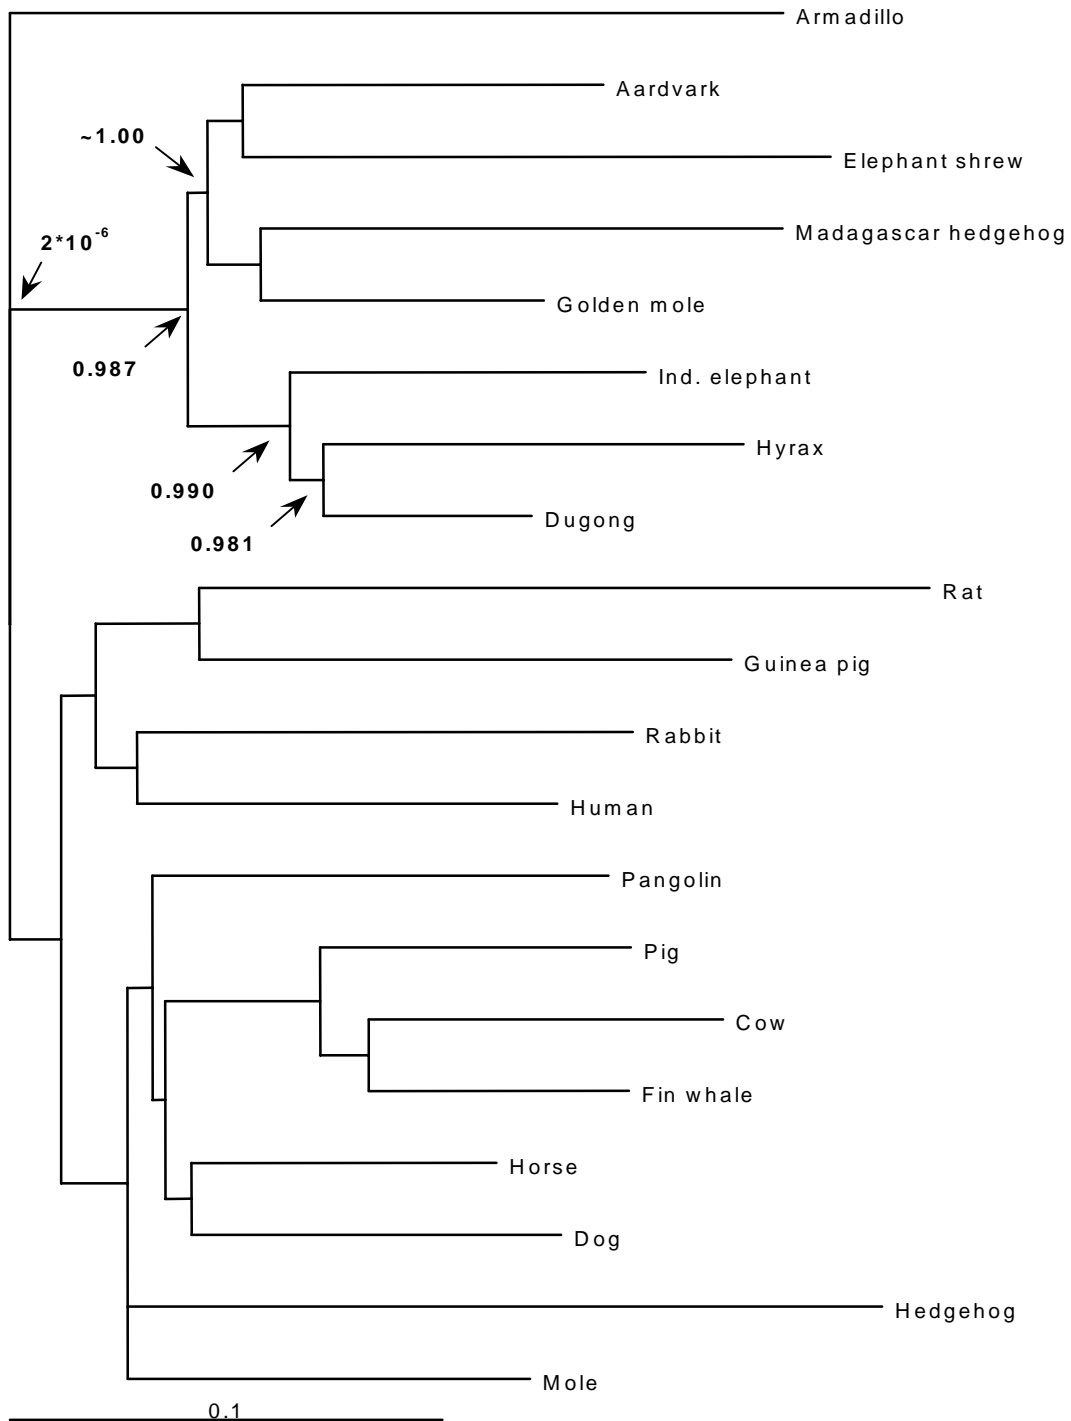 Armadillo
Aardvark
~1.00
Elephant shrew
Madagascar hedgehog
2*10^-6
Golden mole
0.987
Ind. elephant
Hyrax
0.990
Dugong
0.981
Rat
Guinea pig
Rabbit
Human
Pangolin
Pig
Cow
Fin whale
Horse
Dog
Hedgehog
Mole
0.1